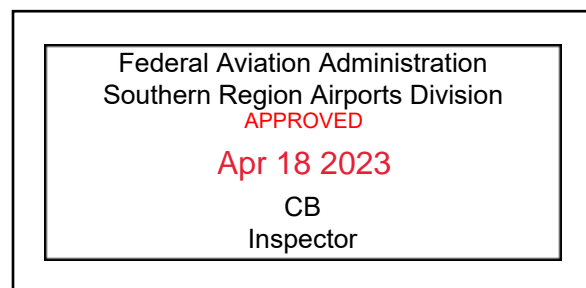 Federal Aviation Administration
Southern Region Airports Division
APPROVED
Apr 18 2023
CB
Inspector